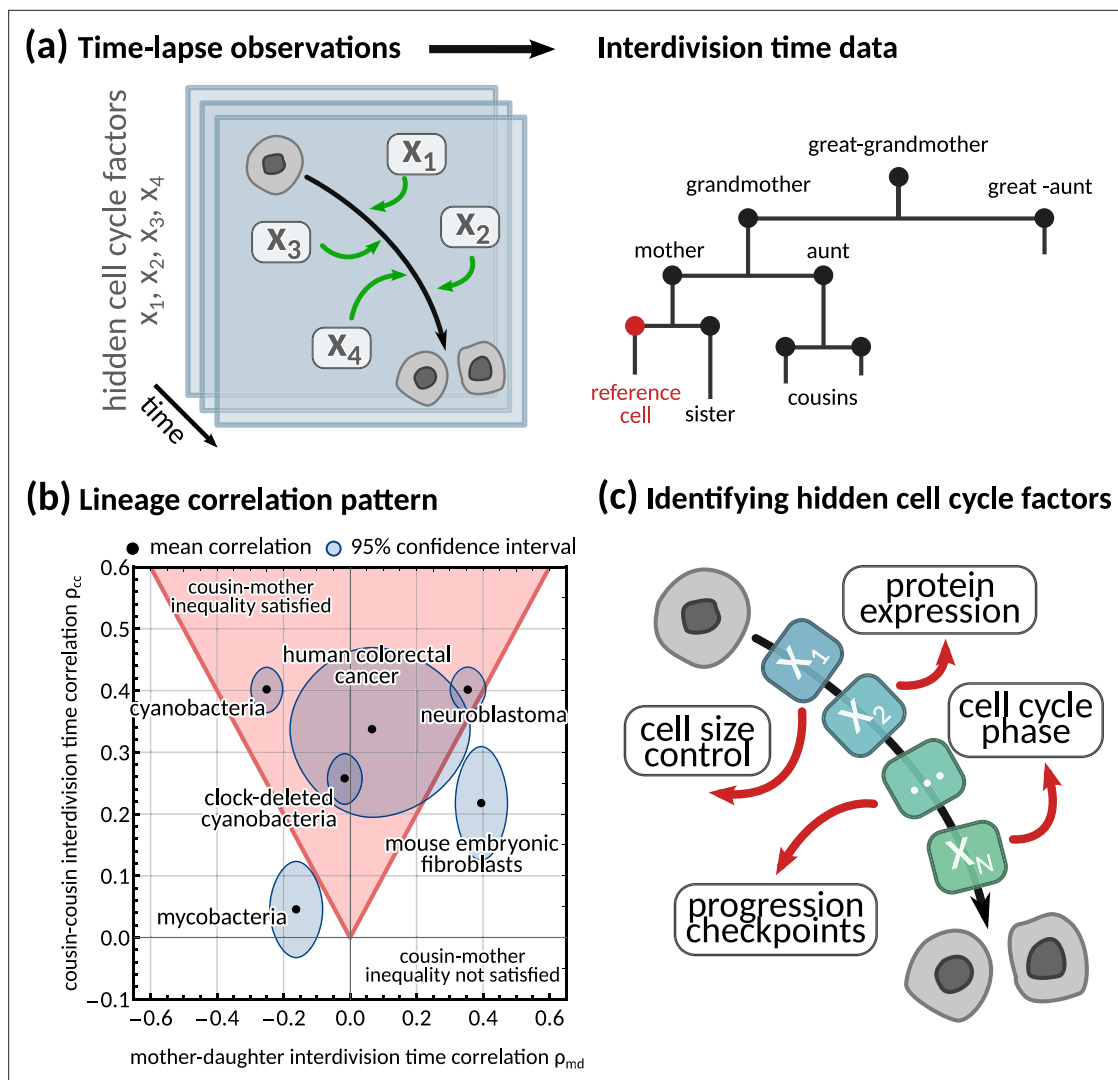 (a) Time-lapse observations
Interdivision time data
hidden cell cycle factors
x1, x2, x3, x4
time
X1
X2
X3
X4
great-grandmother
grandmother
great -aunt
mother
aunt
reference
cell
sister
cousins
(b) Lineage correlation pattern
mean correlation
95% confidence interval
cousin-cousin interdivision time correlation ρcc
0.6
0.5
0.4
0.3
0.2
0.1
0.0
−0.1
cousin-mother
inequality satisfied
human colorectal
cancer
cyanobacteria
neuroblastoma
clock-deleted
cyanobacteria
mouse embryonic
fibroblasts
mycobacteria
cousin-mother
inequality not satisfied
−0.6
−0.4
−0.2
0.0
0.2
0.4
0.6
mother-daughter interdivision time correlation ρmd
(c) Identifying hidden cell cycle factors
protein
expression
X1
X2
...
XN
cell size
control
cell cycle
phase
progression
checkpoints